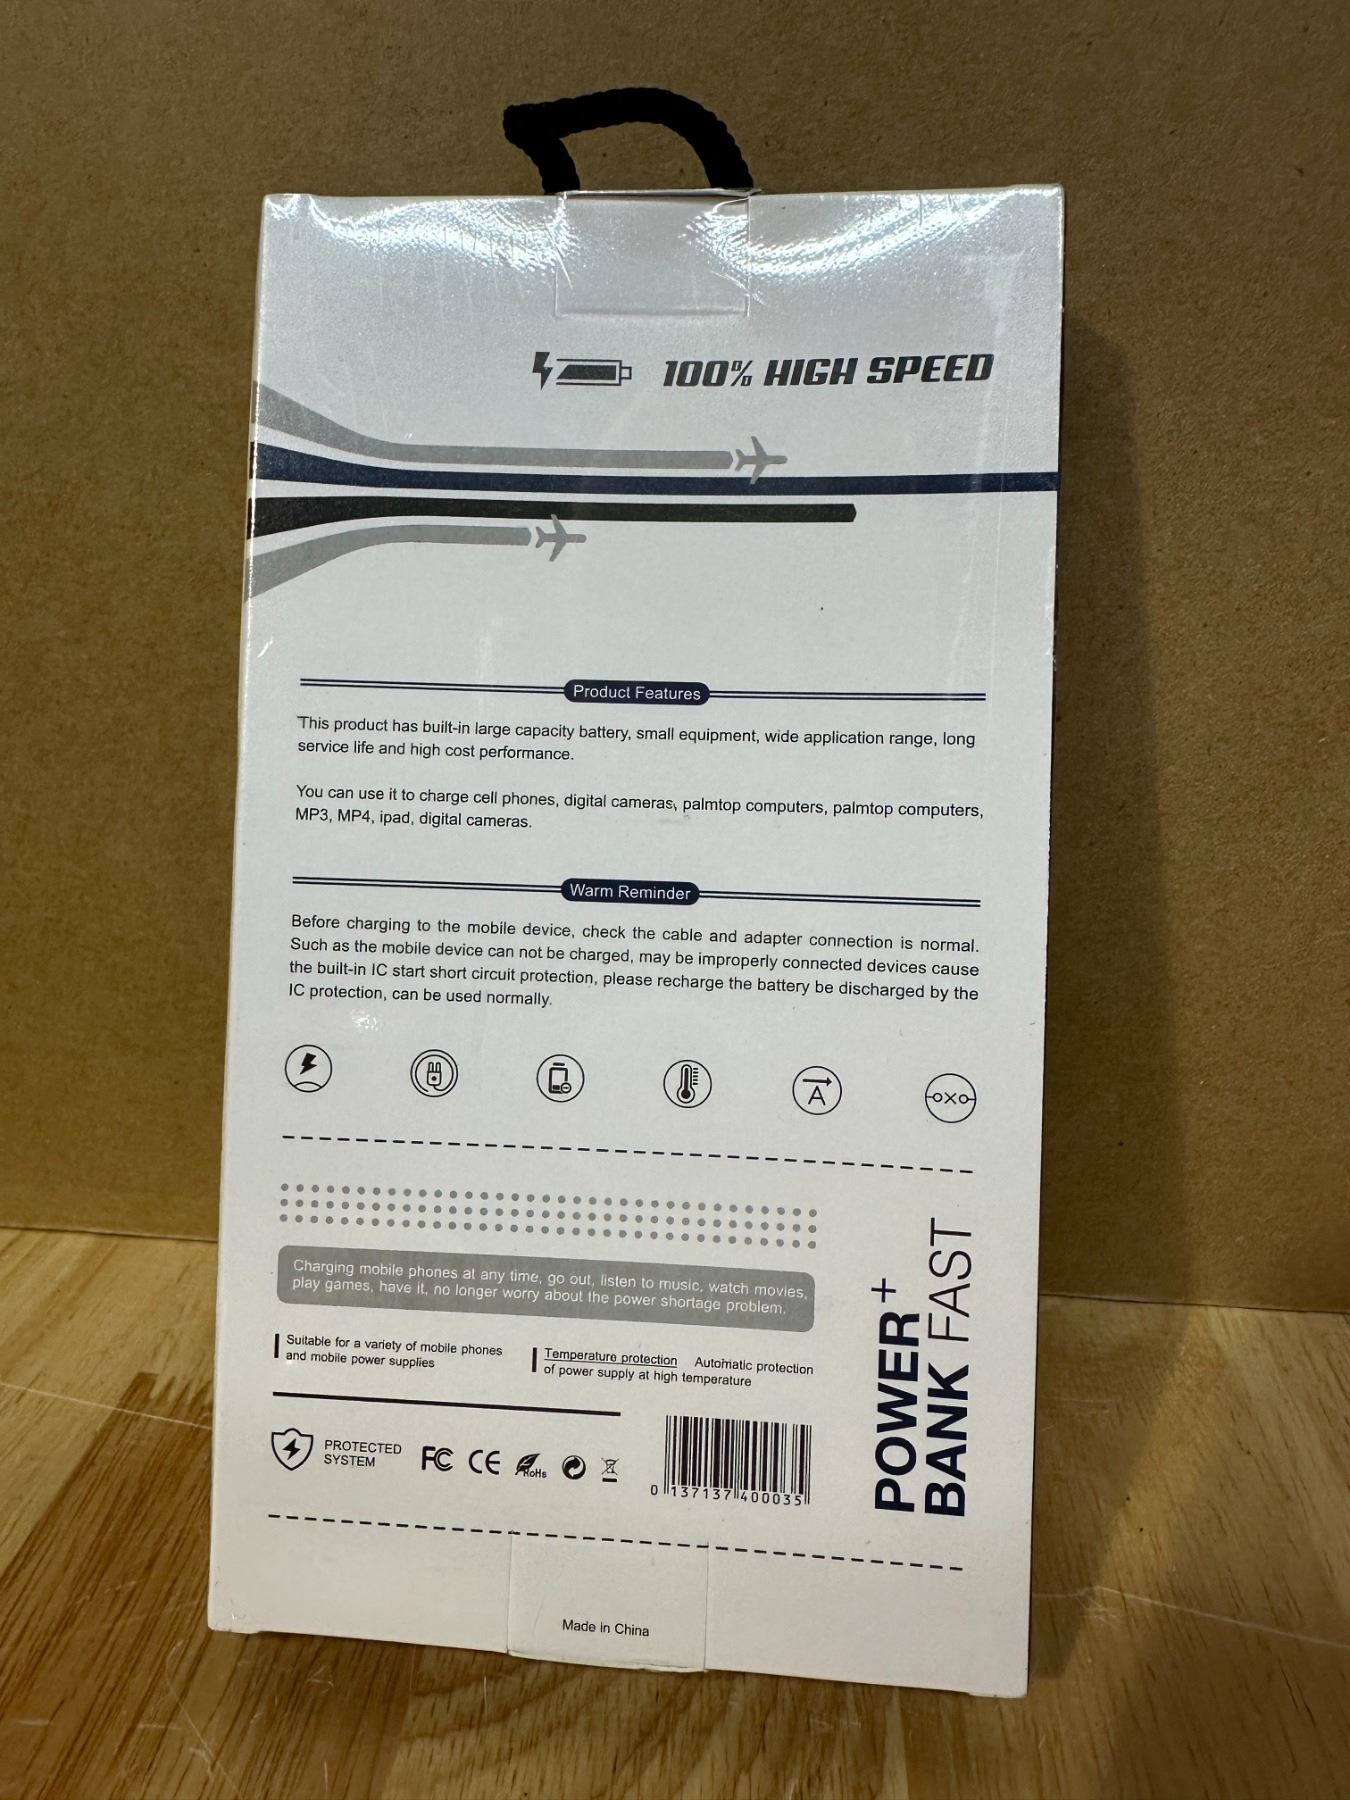 100% HIGH SPEED
Product Features
This product has built-in large capacity battery, small equipment, wide application range, long
service life and high cost performance.
You can use it to charge cell phones, digital cameras, palmtop computers, palmtop computers,
MP3, MP4, ipad, digital cameras.
Warm Reminder
Before charging to the mobile device, check the cable and adapter connection is normal.
Such as the mobile device can not be charged, may be improperly connected devices cause
the built-in IC start short circuit protection, please recharge the battery be discharged by the
IC protection, can be used normally.
A
oxo
Charging mobile phones at any time, go out, listen to music, watch movies,
play games, have it, no longer worry about the power shortage problem.
Suitable for a variety of mobile phones
and mobile power supplies
Temperature protection Automatic protection
of power supply at high temperature
PROTECTED
SYSTEM
FC CE RoHs
0 137137 400035
POWER+
BANK FAST
Made in China